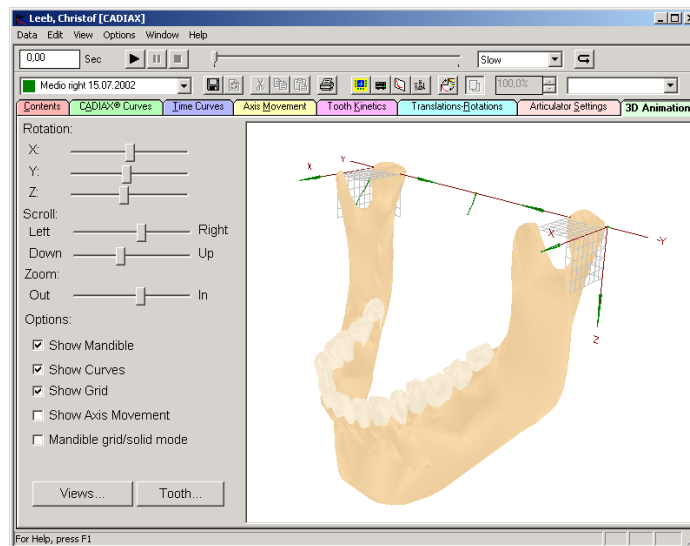 Leeb, Christof [CADIAX]
Data Edit View Options Window Help
0,00 Sec Slow
Medio right 15.07.2002 100,0%
Contents CADIAX® Curves Time Curves Axis Movement Tooth Kinetics Translations-Rotations Articulator Settings 3D Animation
Rotation:
X:
Y:
Z:
Scroll:
Left Right
Down Up
Zoom:
Out In
Options:
Show Mandible
Show Curves
Show Grid
Show Axis Movement
Mandible grid/solid mode
Views... Tooth...
X Y
X -Y
Z
For Help, press F1